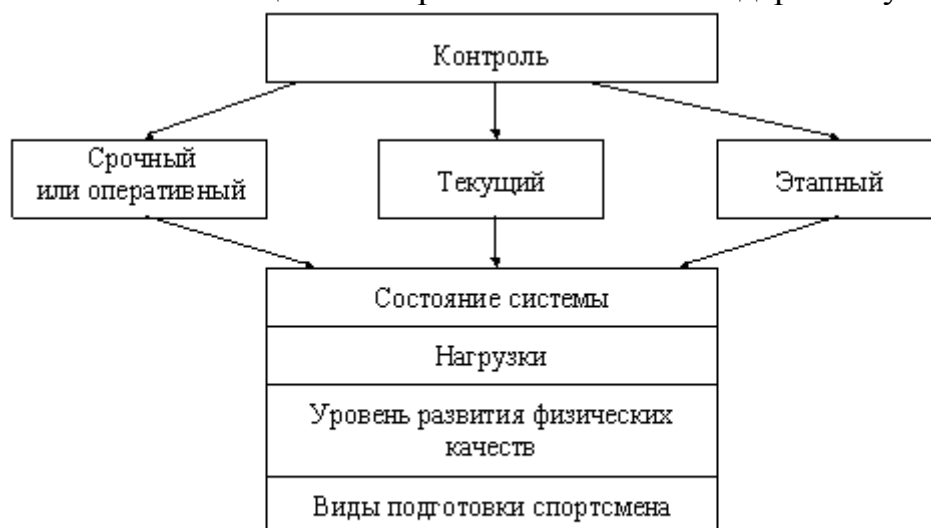 Контроль
Срочный
или оперативный
Текущий
Этапный
Состояние системы
Нагрузки
Уровень развития физических
качеств
Виды подготовки спортсмена